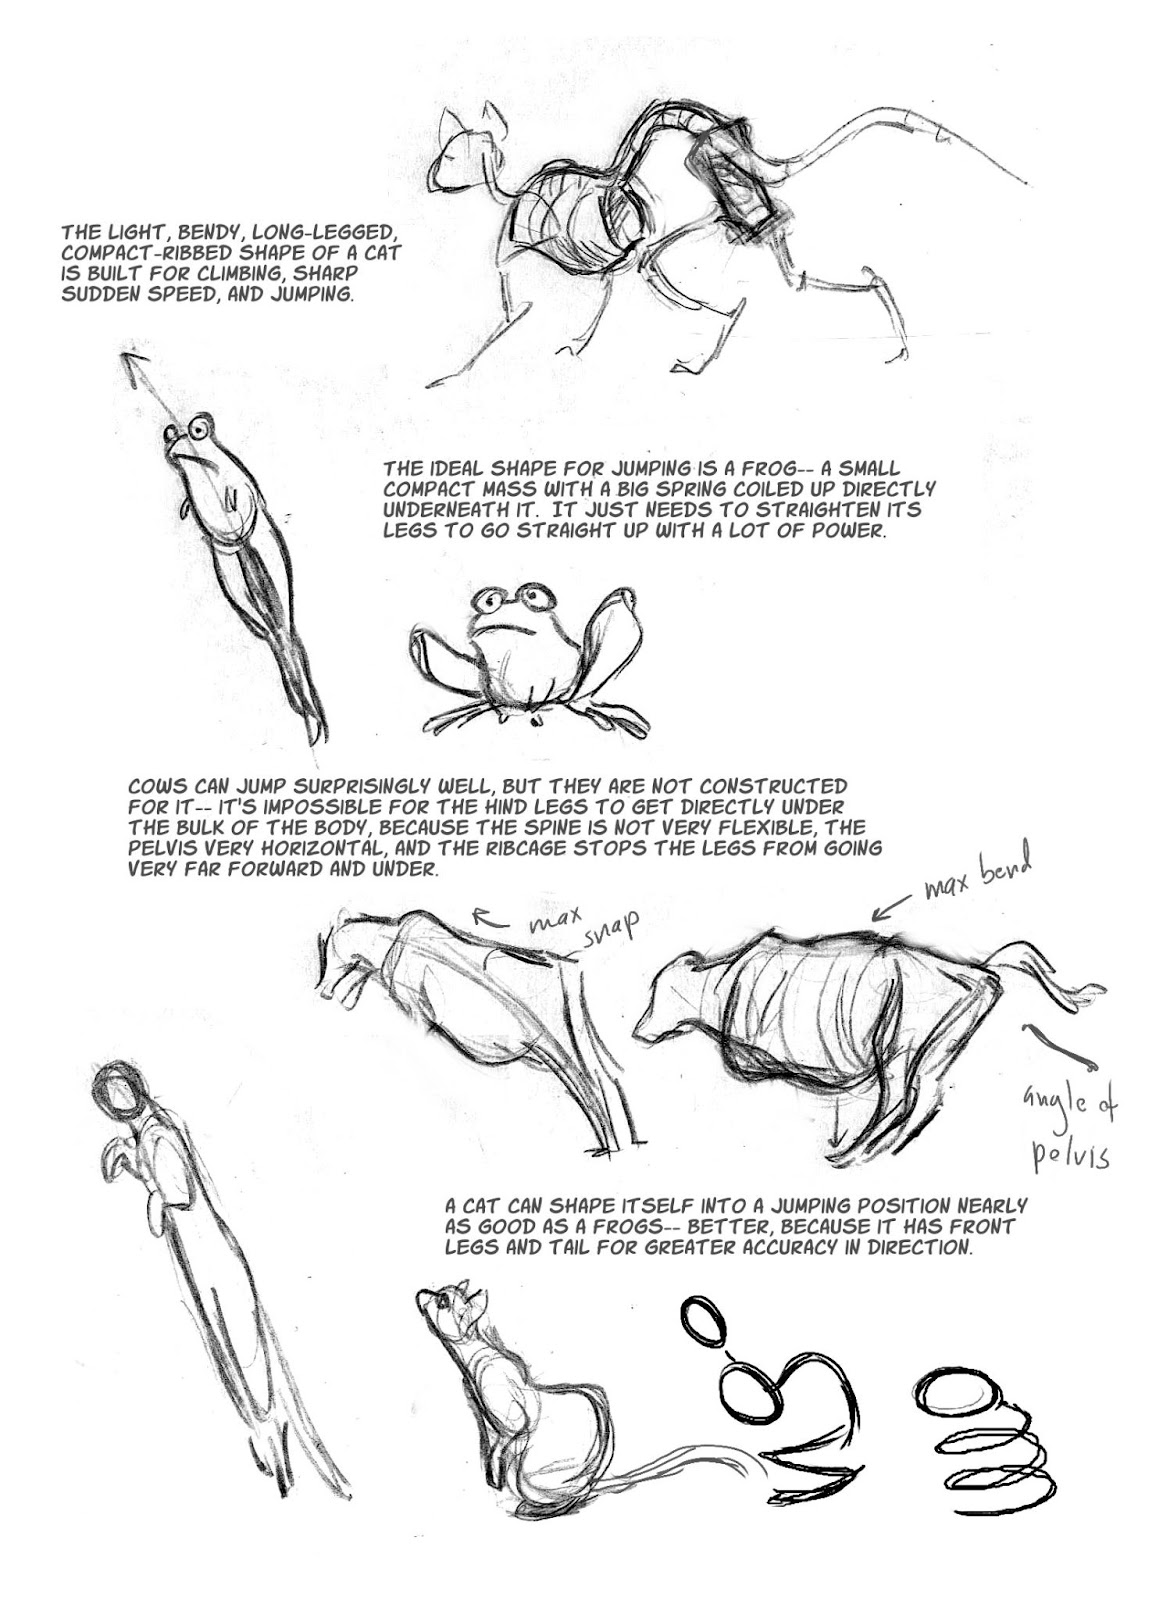 THE LIGHT, BENDY, LONG-LEGGED,
COMPACT-RIBBED SHAPE OF A CAT
IS BUILT FOR CLIMBING, SHARP
SUDDEN SPEED, AND JUMPING.
THE IDEAL SHAPE FOR JUMPING IS A FROG-- A SMALL
COMPACT MASS WITH A BIG SPRING COILED UP DIRECTLY
UNDERNEATH IT. IT JUST NEEDS TO STRAIGHTEN ITS
LEGS TO GO STRAIGHT UP WITH A LOT OF POWER.
COWS CAN JUMP SURPRISINGLY WELL, BUT THEY ARE NOT CONSTRUCTED
FOR IT-- IT'S IMPOSSIBLE FOR THE HIND LEGS TO GET DIRECTLY UNDER
THE BULK OF THE BODY, BECAUSE THE SPINE IS NOT VERY FLEXIBLE, THE
PELVIS VERY HORIZONTAL, AND THE RIBCAGE STOPS THE LEGS FROM GOING
VERY FAR FORWARD AND UNDER.
max
snap
max bend
angle of
pelvis
A CAT CAN SHAPE ITSELF INTO A JUMPING POSITION NEARLY
AS GOOD AS A FROGS-- BETTER, BECAUSE IT HAS FRONT
LEGS AND TAIL FOR GREATER ACCURACY IN DIRECTION.